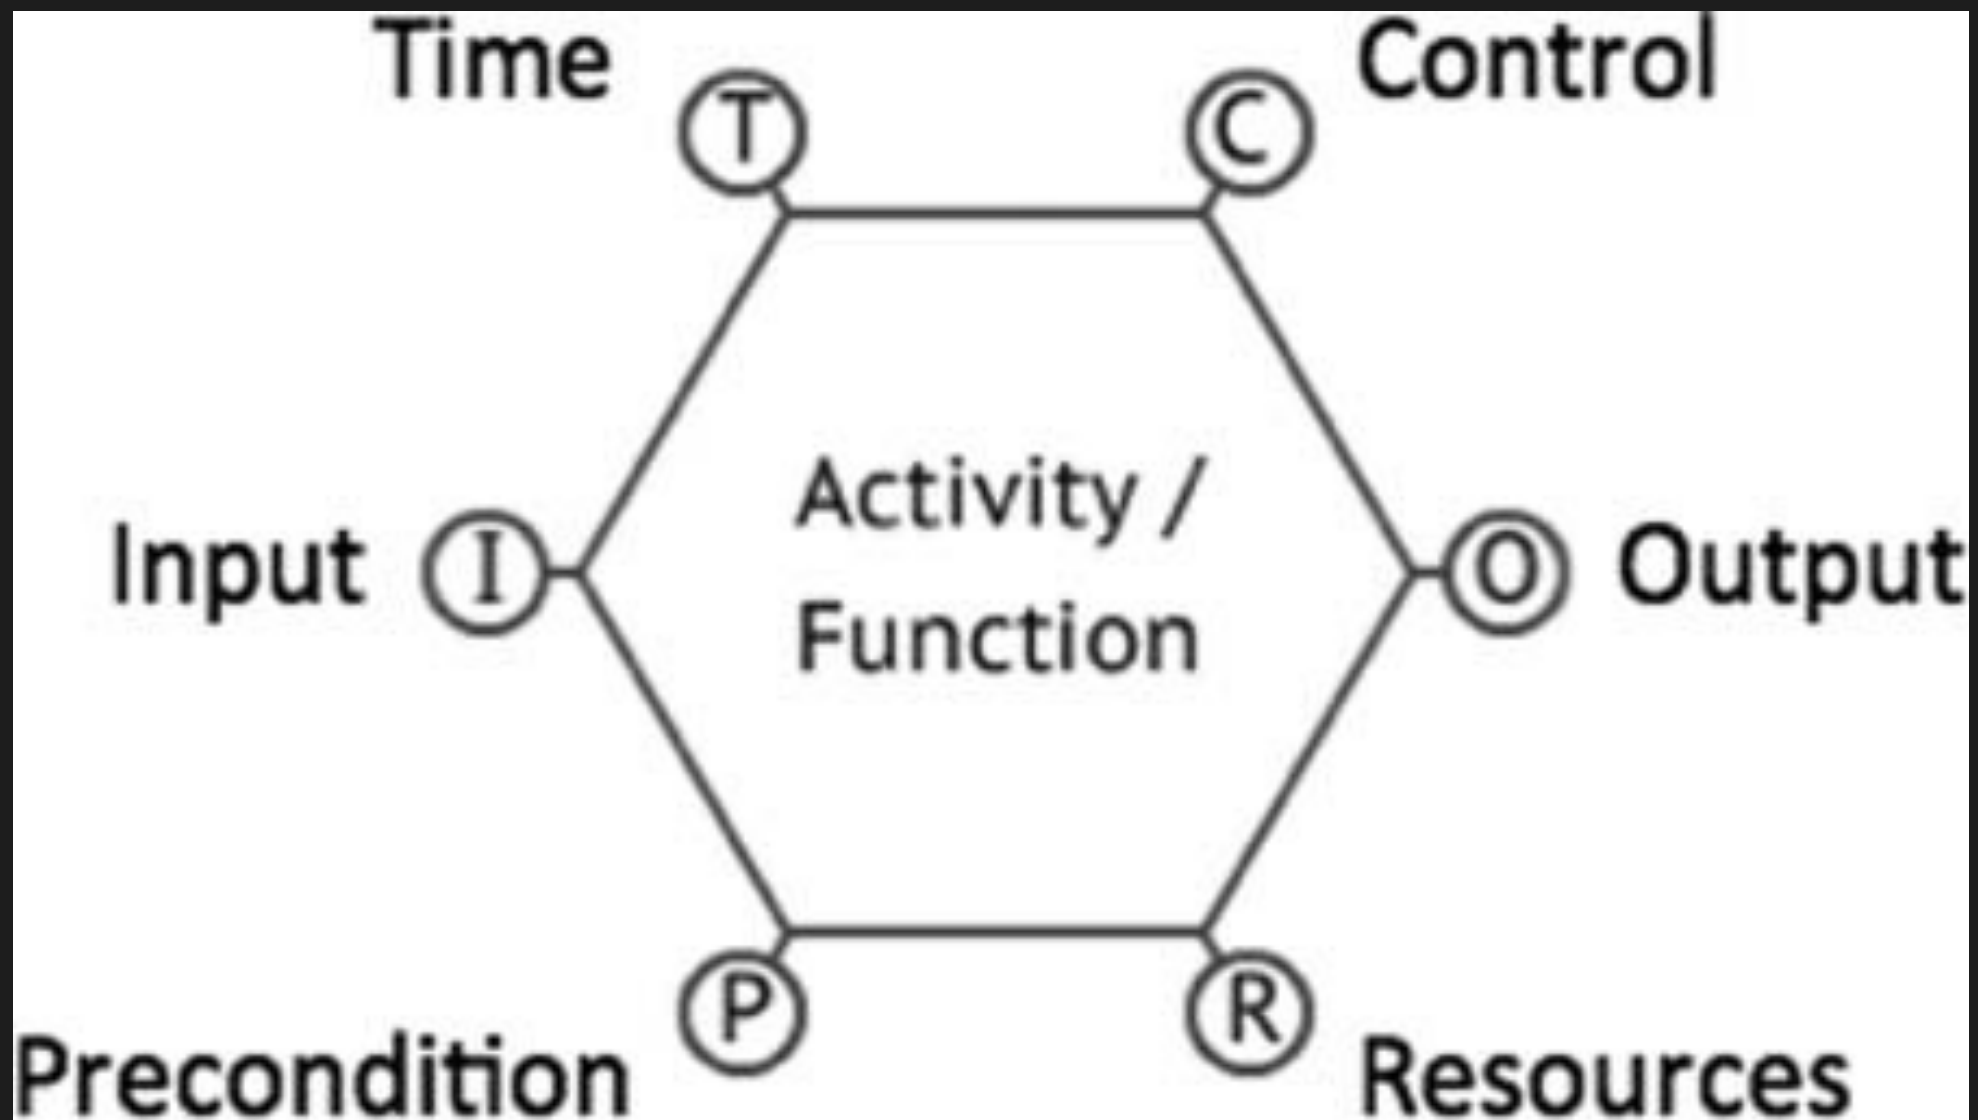 Time
T
C
Control
Input
I
Activity /
Function
O
Output
P
R
Precondition
Resources